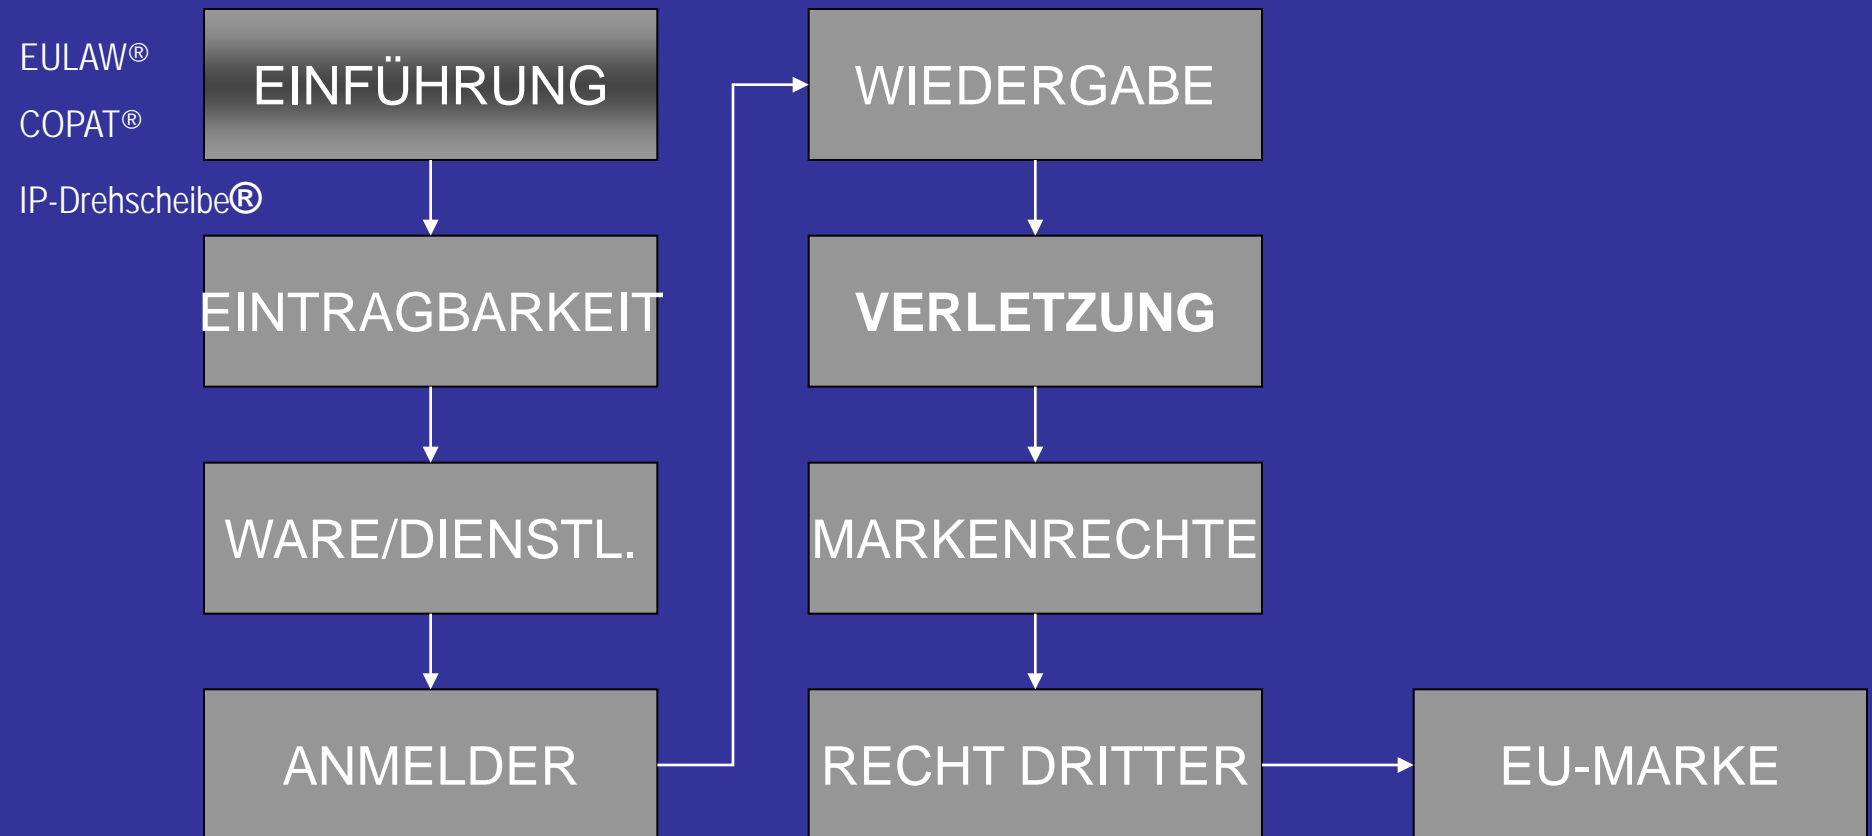 EULAW®
COPAT®
IP-Drehscheibe®
EINFÜHRUNG
EINTRAGBARKEIT
WARE/DIENSTL.
ANMELDER
WIEDERGABE
VERLETZUNG
MARKENRECHTE
RECHT DRITTER
EU-MARKE